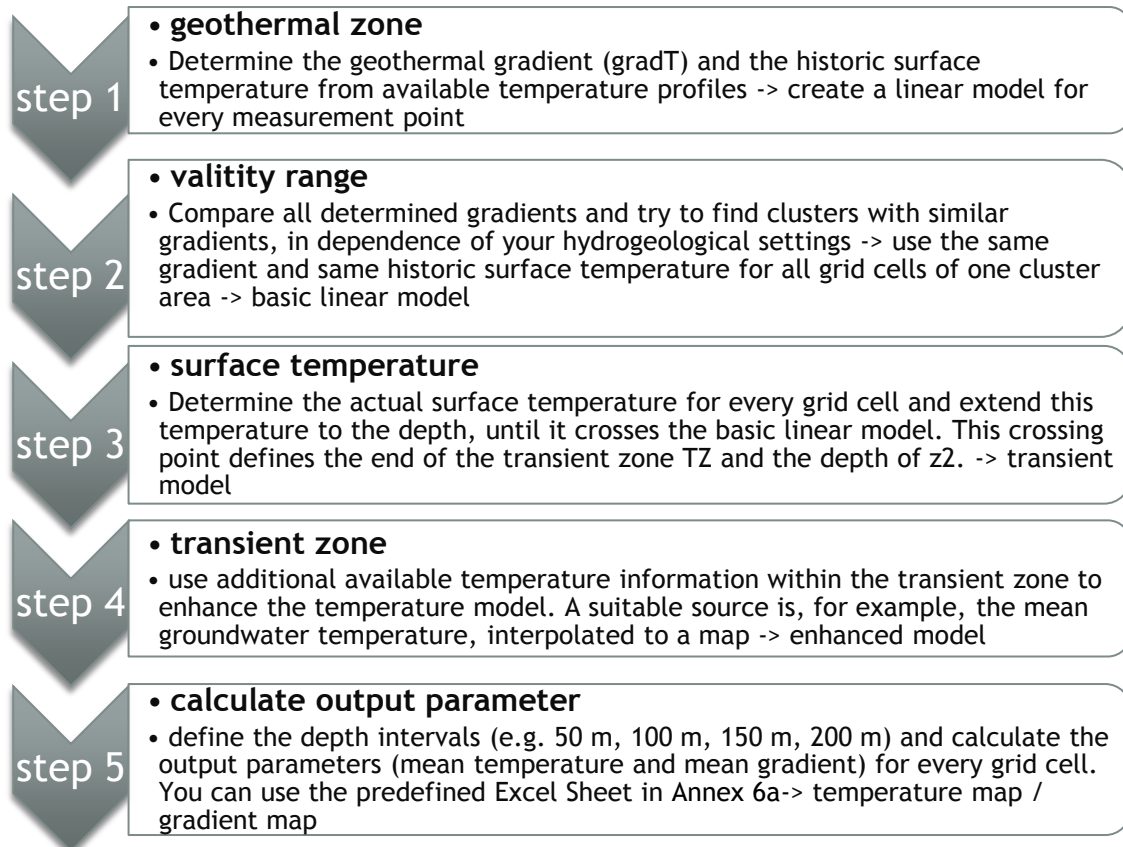 step 1
• geothermal zone
• Determine the geothermal gradient (gradT) and the historic surface
temperature from available temperature profiles -> create a linear model for
every measurement point
step 2
• valitity range
• Compare all determined gradients and try to find clusters with similar
gradients, in dependence of your hydrogeological settings -> use the same
gradient and same historic surface temperature for all grid cells of one cluster
area -> basic linear model
step 3
• surface temperature
• Determine the actual surface temperature for every grid cell and extend this
temperature to the depth, until it crosses the basic linear model. This crossing
point defines the end of the transient zone TZ and the depth of z2. -> transient
model
step 4
• transient zone
• use additional available temperature information within the transient zone to
enhance the temperature model. A suitable source is, for example, the mean
groundwater temperature, interpolated to a map -> enhanced model
step 5
• calculate output parameter
• define the depth intervals (e.g. 50 m, 100 m, 150 m, 200 m) and calculate the
output parameters (mean temperature and mean gradient) for every grid cell.
You can use the predefined Excel Sheet in Annex 6a-> temperature map /
gradient map